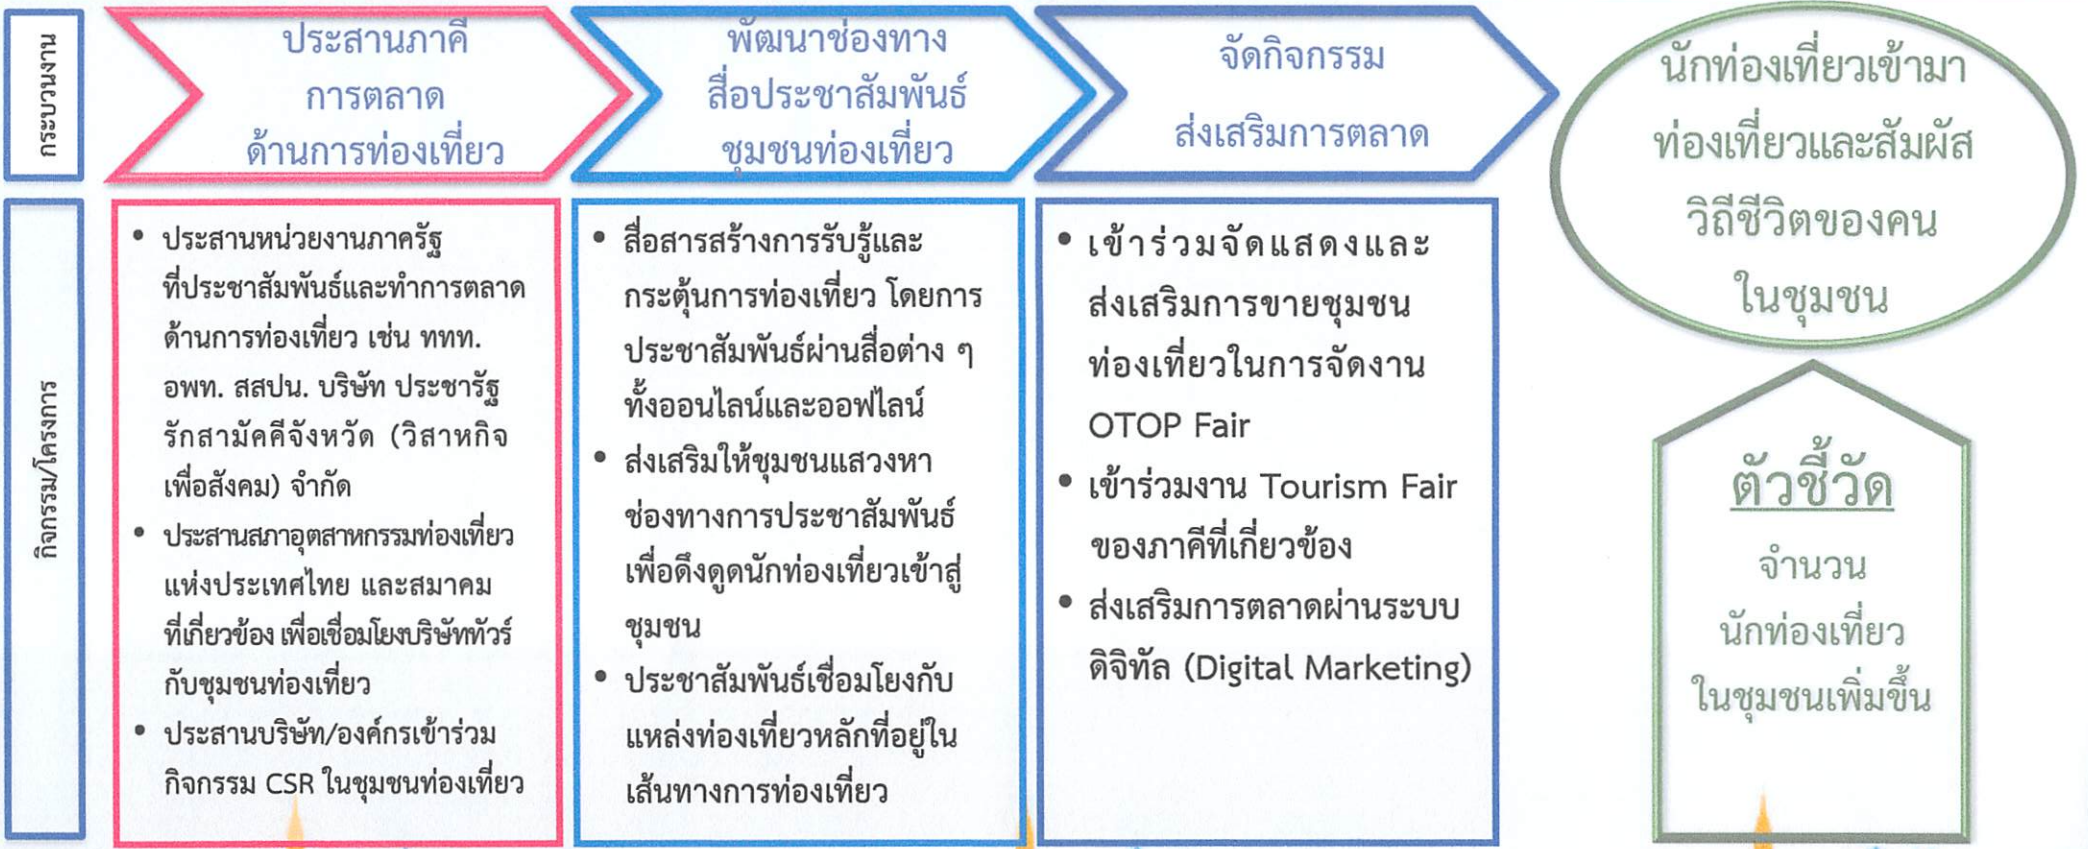 กระบวนงาน
ประสานภาคี
การตลาด
ด้านการท่องเที่ยว
พัฒนาช่องทาง
สื่อประชาสัมพันธ์
ชุมชนท่องเที่ยว
จัดกิจกรรม
ส่งเสริมการตลาด
นักท่องเที่ยวเข้ามา
ท่องเที่ยวและสัมผัส
วิถีชีวิตของคน
ในชุมชน
กิจกรรม/โครงการ
• ประสานหน่วยงานภาครัฐ
ที่ประชาสัมพันธ์และทำการตลาด
ด้านการท่องเที่ยว เช่น ททท.
อพท. สสปน. บริษัท ประชารัฐ
รักสามัคคีจังหวัด (วิสาหกิจ
เพื่อสังคม) จำกัด
• ประสานสภาอุตสาหกรรมท่องเที่ยว
แห่งประเทศไทย และสมาคม
ที่เกี่ยวข้อง เพื่อเชื่อมโยงบริษัททัวร์
กับชุมชนท่องเที่ยว
• ประสานบริษัท/องค์กรเข้าร่วม
กิจกรรม CSR ในชุมชนท่องเที่ยว
• สื่อสารสร้างการรับรู้และ
กระตุ้นการท่องเที่ยว โดยการ
ประชาสัมพันธ์ผ่านสื่อต่าง ๆ
ทั้งออนไลน์และออฟไลน์
• ส่งเสริมให้ชุมชนแสวงหา
ช่องทางการประชาสัมพันธ์
เพื่อดึงดูดนักท่องเที่ยวเข้าสู่
ชุมชน
• ประชาสัมพันธ์เชื่อมโยงกับ
แหล่งท่องเที่ยวหลักที่อยู่ใน
เส้นทางการท่องเที่ยว
• เข้าร่วมจัดแสดงและ
ส่งเสริมการขายชุมชน
ท่องเที่ยวในการจัดงาน
OTOP Fair
• เข้าร่วมงาน Tourism Fair
ของภาคีที่เกี่ยวข้อง
• ส่งเสริมการตลาดผ่านระบบ
ดิจิทัล (Digital Marketing)
ตัวชี้วัด
จำนวน
นักท่องเที่ยว
ในชุมชนเพิ่มขึ้น